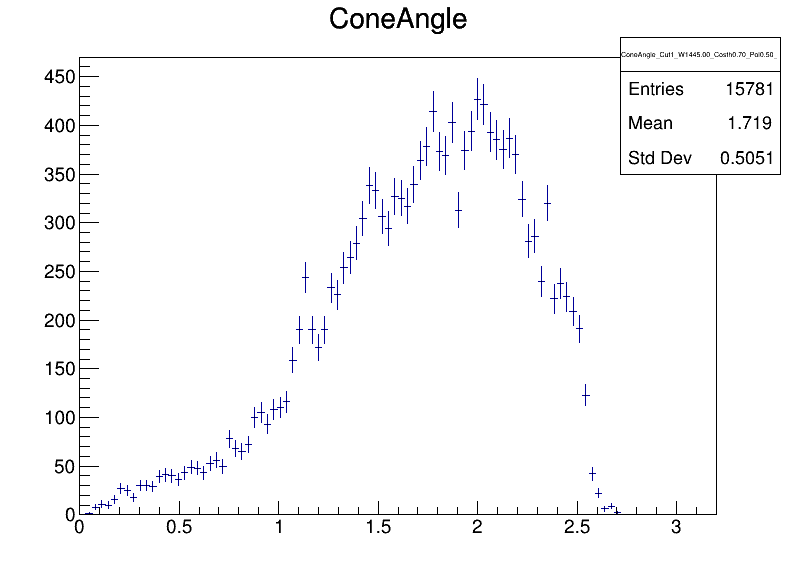 ConeAngle
ConeAngle_Cut1_W1445.00_Costh0.70_Pol0.50_
Entries 15781
Mean 1.719
Std Dev 0.5051
450
400
350
300
250
200
150
100
50
0
0 0.5 1 1.5 2 2.5 3